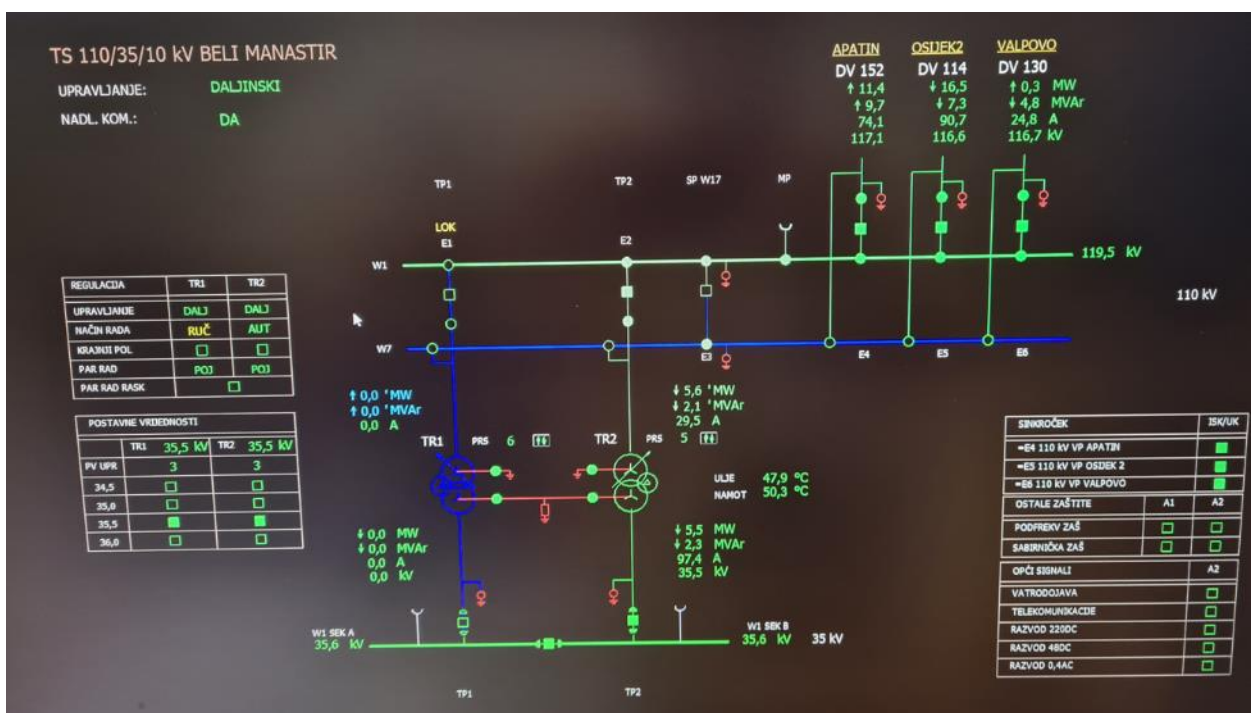 TS 110/35/10 kV BELI MANASTIR
UPRAVLJANJE: DALJINSKI
NADL. KOM.: DA
APATIN OSIJEK2 VALPOVO
DV 152 DV 114 DV 130
↑ 11,4 ↓ 16,5 ↑ 0,3 MW
↑ 9,7 ↓ 7,3 ↓ 4,8 MVAr
74,1 90,7 24,8 A
117,1 116,6 116,7 kV
TP1 TP2 SP W17 MP
LOK
E1 E2
W1 119,5 kV
110 kV
W7 E3 E4 E5 E6
REGULACIJA TR1 TR2
UPRAVLJANJE DALJ DALJ
NAČIN RADA RUČ AUT
KRAJNJI POL
PAR RAD POJ POJ
PAR RAD RASK
↑ 0,0 'MW
↑ 0,0 'MVAr
0,0 A
↓ 5,6 'MW
↓ 2,1 'MVAr
29,5 A
TR1 PRS 6 TR2 PRS 5
ULJE 47,9 °C
NAMOT 50,3 °C
POSTAVNE VRIJEDNOSTI
TR1 35,5 kV TR2 35,5 kV
PV UPR 3 3
34,5
35,0
35,5
36,0
↓ 0,0 MW
↓ 0,0 MVAr
0,0 A
0,0 kV
↓ 5,5 MW
↓ 2,3 MVAr
97,4 A
35,5 kV
W1 SEK A
35,6 kV
W1 SEK B
35,6 kV 35 kV
TP1 TP2
SINKROČEK ISK/UK
=E4 110 kV VP APATIN
=E5 110 kV VP OSIJEK 2
=E6 110 kV VP VALPOVO
OSTALE ZAŠTITE A1 A2
PODFREKV ZAŠ
SABIRNIČKA ZAŠ
OPĆI SIGNALI A2
VATRODOJAVA
TELEKOMUNIKACIJE
RAZVOD 220DC
RAZVOD 48DC
RAZVOD 0,4AC